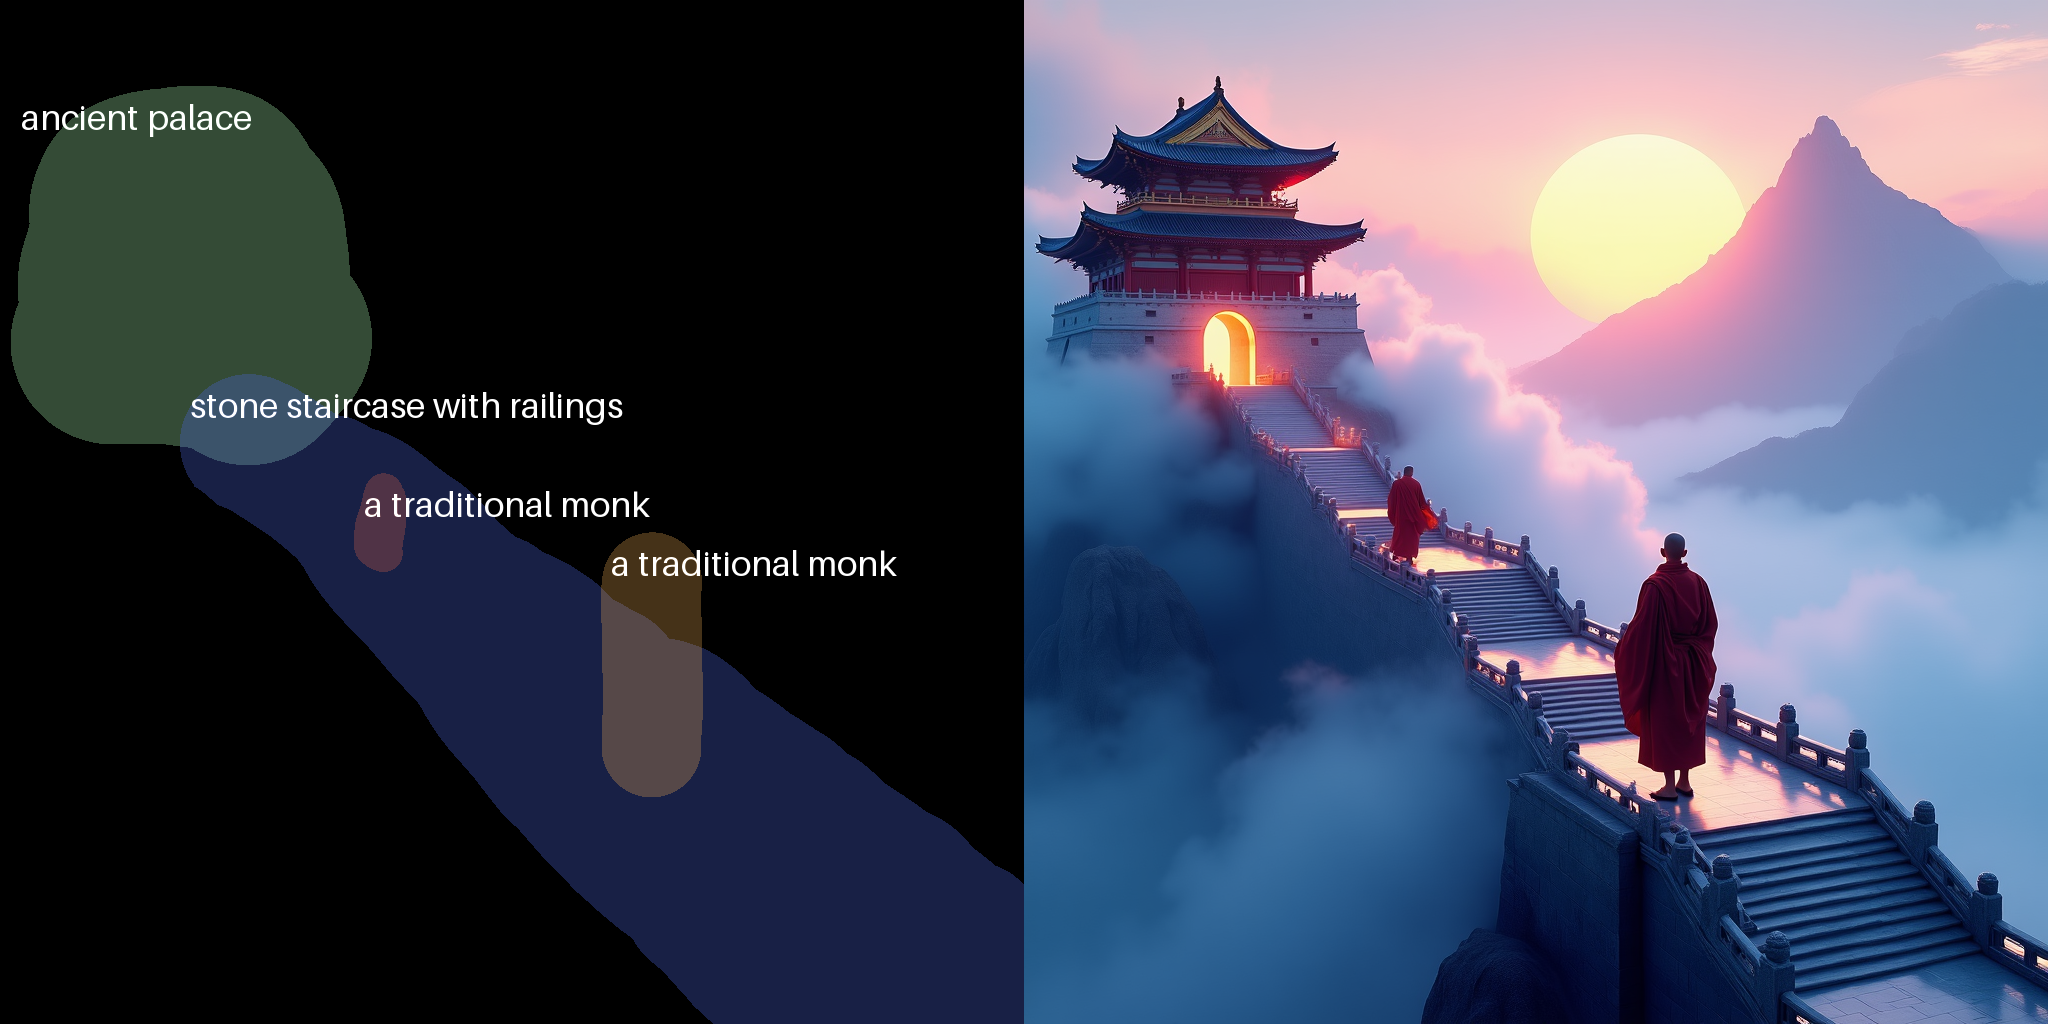 ancient palace
stone staircase with railings
a traditional monk
a traditional monk